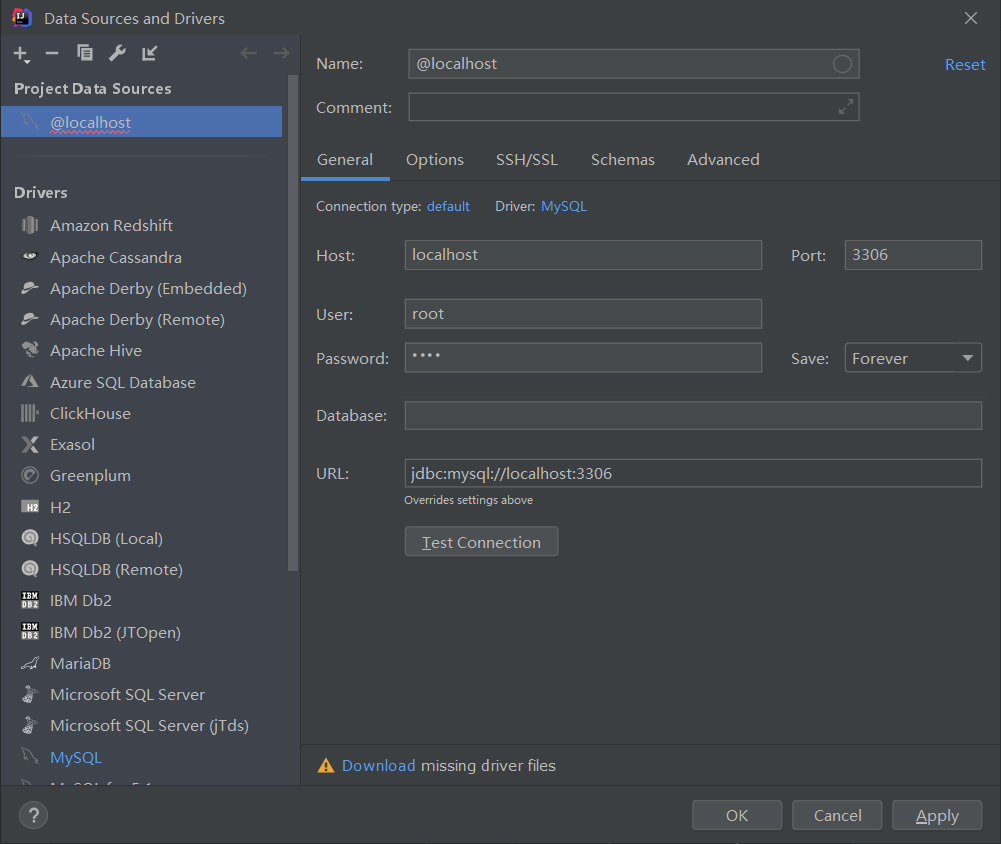 Data Sources and Drivers
Project Data Sources
@localhost
Drivers
Amazon Redshift
Apache Cassandra
Apache Derby (Embedded)
Apache Derby (Remote)
Apache Hive
Azure SQL Database
ClickHouse
Exasol
Greenplum
H2
HSQLDB (Local)
HSQLDB (Remote)
IBM Db2
IBM Db2 (JTOpen)
MariaDB
Microsoft SQL Server
Microsoft SQL Server (jTds)
MySQL
Name: @localhost Reset
Comment:
General Options SSH/SSL Schemas Advanced
Connection type: default Driver: MySQL
Host: localhost Port: 3306
User: root
Password: •••• Save: Forever
Database:
URL: jdbc:mysql://localhost:3306
Overrides settings above
Test Connection
Download missing driver files
? OK Cancel Apply